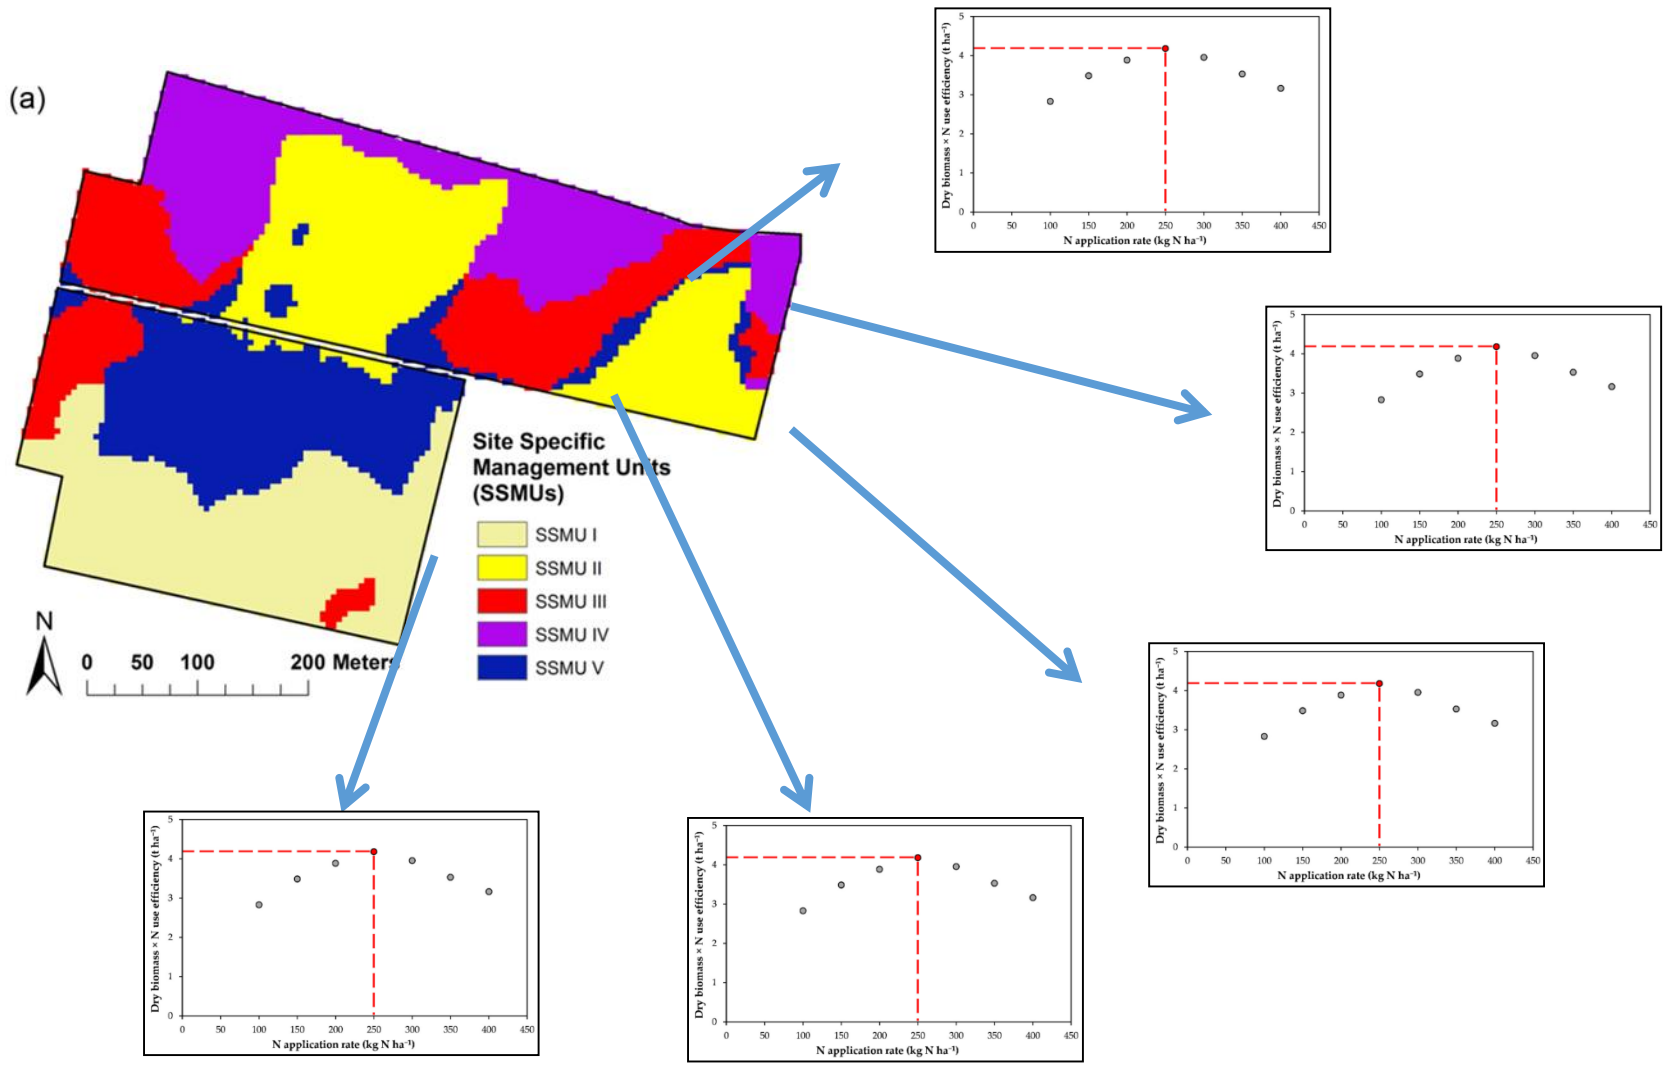 (a)
Site Specific
Management Units
(SSMUs)
SSMU I
SSMU II
SSMU III
SSMU IV
SSMU V
N
0 50 100 200 Meters
Dry biomass × N use efficiency (t ha⁻¹)
5
4
3
2
1
0
0 50 100 150 200 250 300 350 400 450
N application rate (kg N ha⁻¹)
Dry biomass × N use efficiency (t ha⁻¹)
5
4
3
2
1
0
0 50 100 150 200 250 300 350 400 450
N application rate (kg N ha⁻¹)
Dry biomass × N use efficiency (t ha⁻¹)
5
4
3
2
1
0
0 50 100 150 200 250 300 350 400 450
N application rate (kg N ha⁻¹)
Dry biomass × N use efficiency (t ha⁻¹)
5
4
3
2
1
0
0 50 100 150 200 250 300 350 400 450
N application rate (kg N ha⁻¹)
Dry biomass × N use efficiency (t ha⁻¹)
5
4
3
2
1
0
0 50 100 150 200 250 300 350 400 450
N application rate (kg N ha⁻¹)